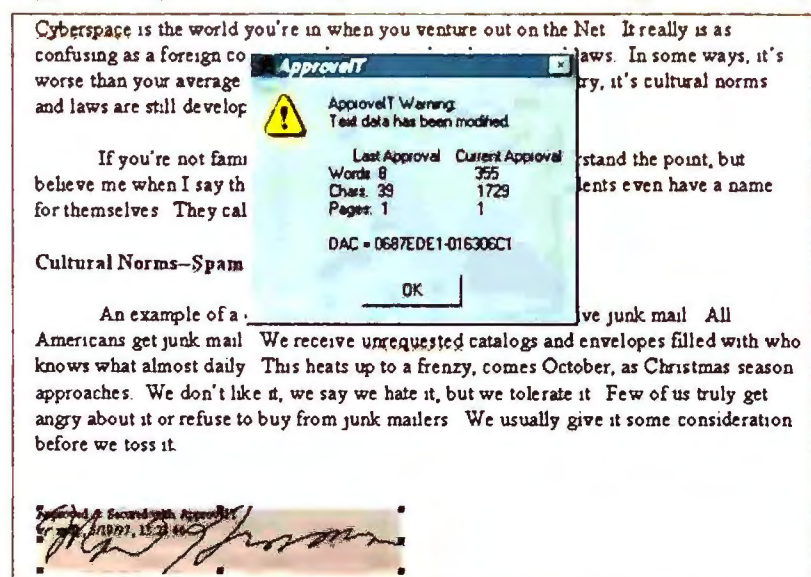 Cyberspace is the world you're in when you venture out on the Net It really is as
confusing as a foreign co
laws. In some ways, it's
worse than your average
try, it's cultural norms
and laws are still develop
ApproveIT
ApproveIT Warning:
Text data has been modified.
Last Approval Current Approval
Words: 8 355
Chars: 39 1729
Pages: 1 1
DAC = 0687EDE1-016306C1
OK
If you're not fami
rstand the point, but
believe me when I say th
dents even have a name
for themselves They cal
Cultural Norms--Spam
An example of a
ive junk mail All
Americans get junk mail We receive unrequested catalogs and envelopes filled with who
knows what almost daily This heats up to a frenzy, comes October, as Christmas season
approaches. We don't like it, we say we hate it, but we tolerate it Few of us truly get
angry about it or refuse to buy from junk mailers We usually give it some consideration
before we toss it.
Approved & Secured with ApproveIT